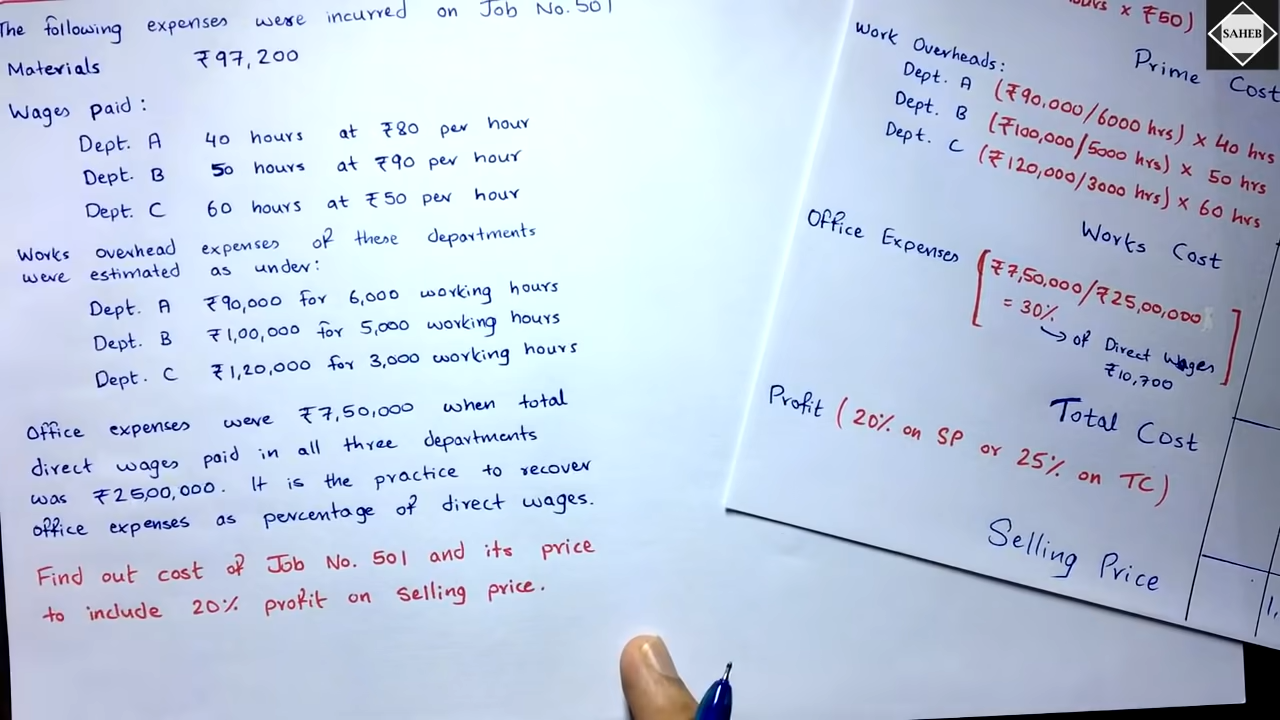 The following expenses were incurred on Job No. 501
Materials ₹97,200
Wages paid:
Dept. A 40 hours at ₹80 per hour
Dept. B 50 hours at ₹90 per hour
Dept. C 60 hours at ₹50 per hour
Works overhead expenses of these departments
were estimated as under:
Dept. A ₹90,000 for 6,000 working hours
Dept. B ₹1,00,000 for 5,000 working hours
Dept. C ₹1,20,000 for 3,000 working hours
Office expenses were ₹7,50,000 when total
direct wages paid in all three departments
was ₹25,00,000. It is the practice to recover
office expenses as percentage of direct wages.
Find out cost of Job No. 501 and its price
to include 20% profit on selling price.
x ₹50)
Prime Cost
Work Overheads:
Dept. A (₹90,000/6000 hrs) x 40 hrs
Dept. B (₹100,000/5000 hrs) x 50 hrs
Dept. C (₹120,000/3000 hrs) x 60 hrs
Works Cost
Office Expenses [₹7,50,000/₹25,00,000
= 30%
of Direct Wages]
₹10,700
Total Cost
Profit (20% on SP or 25% on TC)
Selling Price
SAHEB